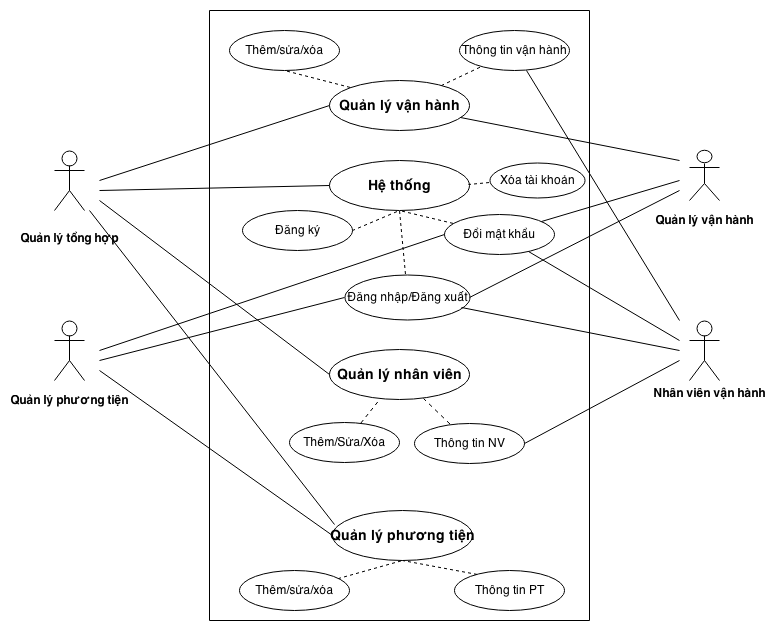 Thêm/sửa/xóa
Thông tin vận hành
Quản lý vận hành
Hệ thống
Xóa tài khoản
Quản lý tổng hợp
Đăng ký
Đổi mật khẩu
Quản lý vận hành
Đăng nhập/Đăng xuất
Quản lý phương tiện
Quản lý nhân viên
Nhân viên vận hành
Thêm/Sửa/Xóa
Thông tin NV
Quản lý phương tiện
Thêm/sửa/xóa
Thông tin PT